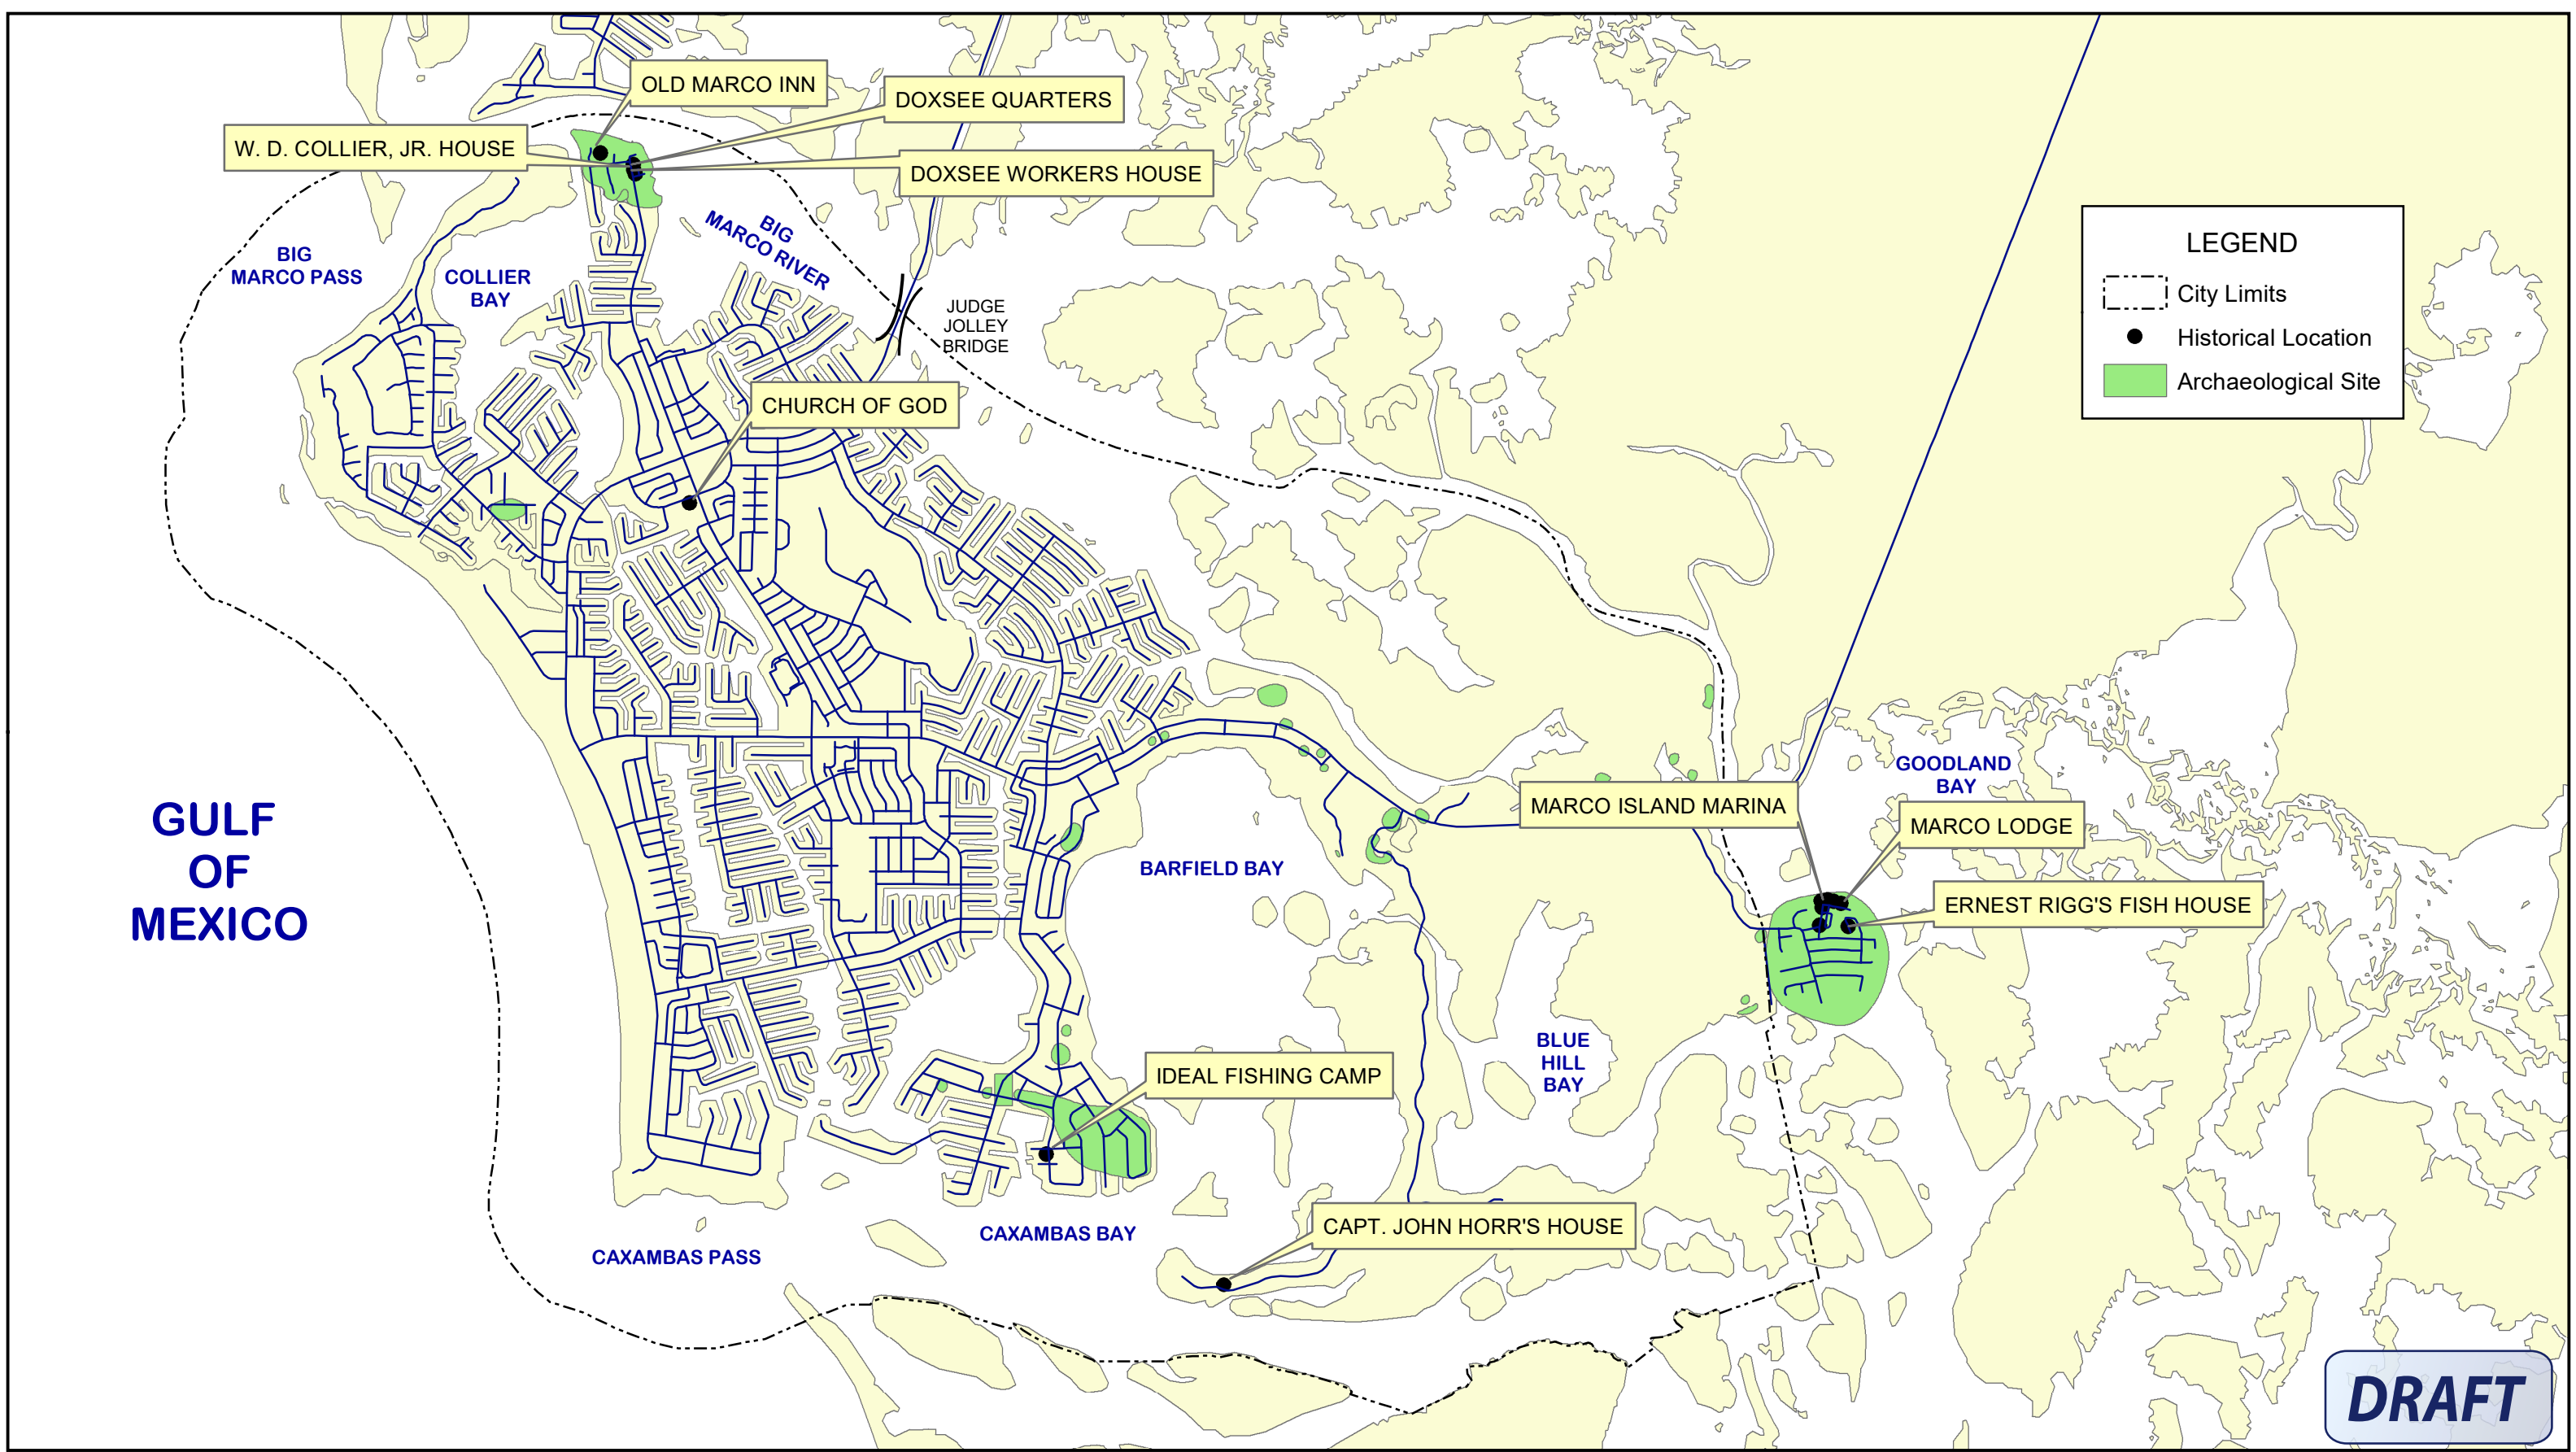 OLD MARCO INN
DOXSEE QUARTERS
W. D. COLLIER, JR. HOUSE
DOXSEE WORKERS HOUSE
BIG
MARCO RIVER
BIG
MARCO PASS
COLLIER
BAY
JUDGE
JOLLEY
BRIDGE
LEGEND
City Limits
Historical Location
Archaeological Site
CHURCH OF GOD
GOODLAND
BAY
MARCO ISLAND MARINA
MARCO LODGE
GULF
OF
MEXICO
BARFIELD BAY
ERNEST RIGG'S FISH HOUSE
BLUE
HILL
BAY
IDEAL FISHING CAMP
CAPT. JOHN HORR'S HOUSE
CAXAMBAS BAY
CAXAMBAS PASS
DRAFT